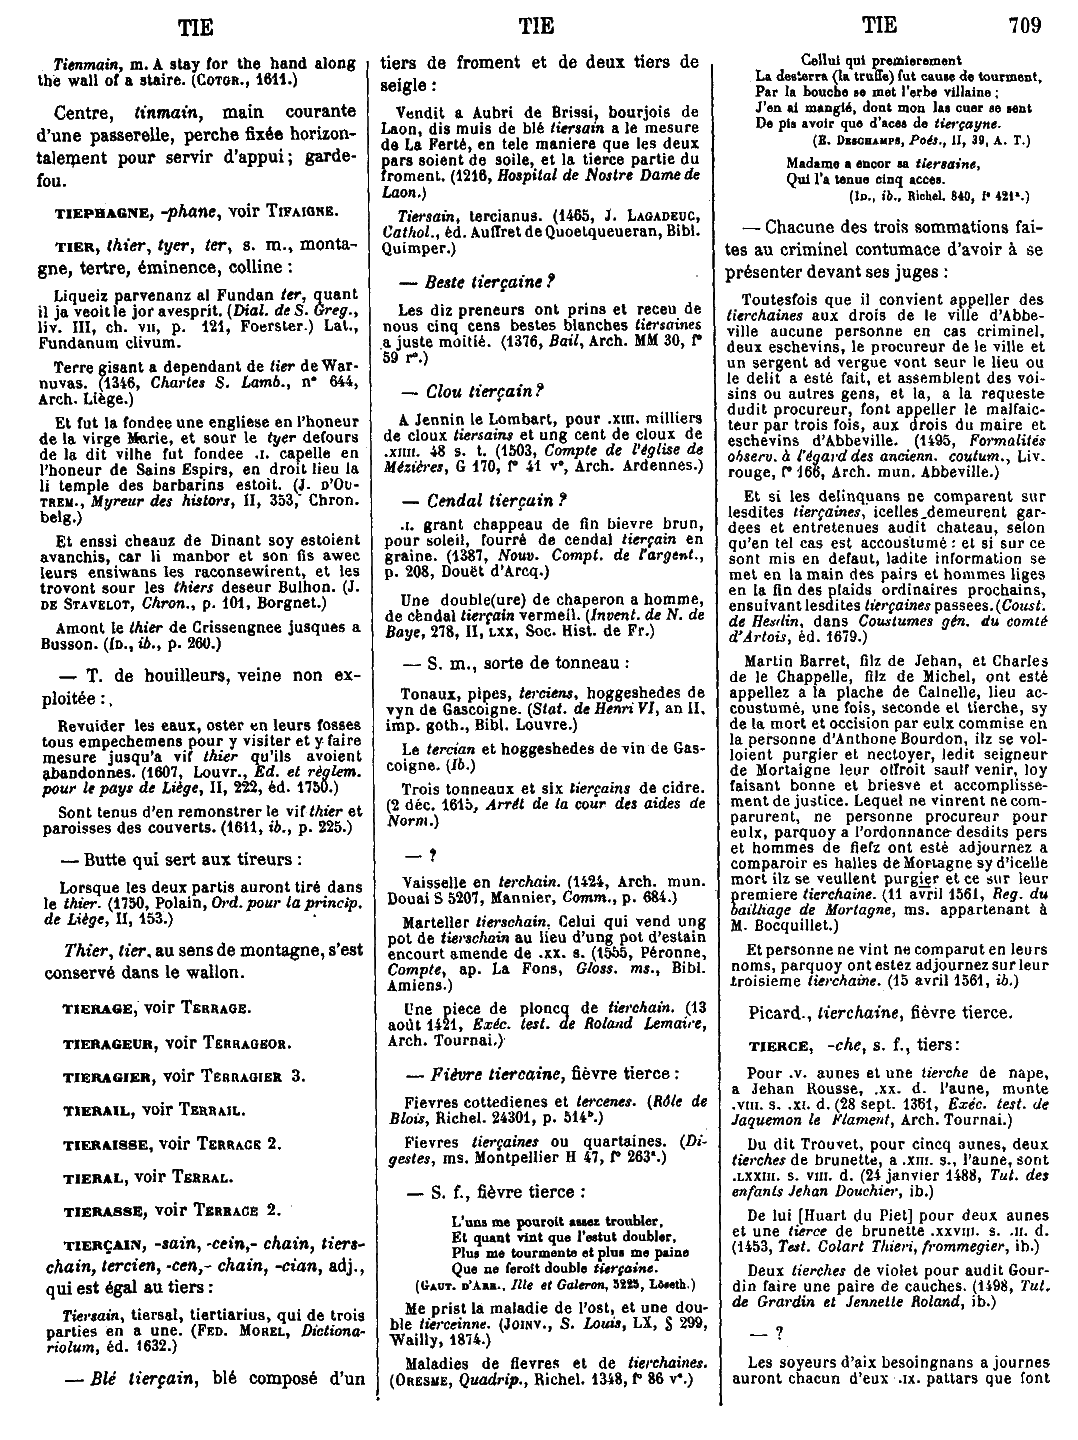 TIE
TIE
TIE 709
Tienmain, m. A stay for the hand along
the wall of a staire. (COTGR., 1611.)
Centre, tinmain, main courante
d'une passerelle, perche fixée horizon-
talement pour servir d'appui; garde-
fou.
TIEPHAGNE, -phane, voir TIFAIGNE.
TIER, thier, tyer, ter, s. m., monta-
gne, tertre, éminence, colline :
Liqueiz parvenanz al Fundan ter, quant
il ja veoit le jor avesprit. (Dial. de S. Greg.,
liv. III, ch. VII, p. 121, Foerster.) Lat.,
Fundanum clivum.
Terre gisant a dependant de tier de War-
nuvas. (1346, Chartes S. Lamb., n° 644,
Arch. Liège.)
Et fut la fondee une engliese en l'honeur
de la virge Marie, et sour le tyer defours
de la dit vilhe fut fondee .I. capelle en
l'honeur de Sains Espirs, en droit lieu la
li temple des barbarins estoit. (J. D'OU-
TREM., Myreur des histors, II, 353, Chron.
belg.)
Et enssi cheauz de Dinant soy estoient
avanchis, car li manbor et son fis awec
leurs ensiwans les raconsewirent, et les
trovont sour les thiers deseur Bulhon. (J.
DE STAVELOT, Chron., p. 101, Borgnet.)
Amont le thier de Crissengnee jusques a
Busson. (ID., ib., p. 260.)
— T. de houilleurs, veine non ex-
ploitée :
Revuider les eaux, oster en leurs fosses
tous empechemens pour y visiter et y faire
mesure jusqu'a vif thier qu'ils avoient
abandonnes. (1607, Louvr., Ed. et règlem.
pour le pays de Liège, II, 222, éd. 1750.)
Sont tenus d'en remonstrer le vif thier et
paroisses des couverts. (1611, ib., p. 225.)
— Butte qui sert aux tireurs :
Lorsque les deux partis auront tiré dans
le thier. (1750, Polain, Ord. pour la princip.
de Liège, II, 153.)
Thier, tier, au sens de montagne, s'est
conservé dans le wallon.
TIERAGE, voir TERRAGE.
TIERAGEUR, voir TERRAGEOR.
TIERAGIER, voir TERRAGIER 3.
TIERAIL, voir TERRAIL.
TIERAISSE, voir TERRACE 2.
TIERAL, voir TERRAL.
TIERASSE, voir TERRACE 2.
TIERÇAIN, -sain, -cein,- chain, tiers-
chain, tercien, -cen,- chain, -cian, adj.,
qui est égal au tiers :
Tiersain, tiersal, tiertiarius, qui de trois
parties en a une. (FED. MOREL, Dictiona-
riolum, éd. 1632.)
— Blé tierçain, blé composé d'un
tiers de froment et de deux tiers de
seigle :
Vendit a Aubri de Brissi, bourjois de
Laon, dis muis de blé tiersain a le mesure
de La Ferté, en tele maniere que les deux
pars soient de soile, et la tierce partie du
froment. (1216, Hospital de Nostre Dame de
Laon.)
Tiersain, tercianus. (1465, J. LAGADEUC,
Cathol., éd. Auffret de Quoetqueueran, Bibl.
Quimper.)
— Beste tierçaine ?
Les diz preneurs ont prins et receu de
nous cinq cens bestes blanches tiersaines
a juste moitié. (1376, Bail, Arch. MM 30, f°
59 r°.)
— Clou tierçain ?
A Jennin le Lombart, pour .XIII. milliers
de cloux tiersains et ung cent de cloux de
.XIIII. 48 s. t. (1503, Compte de l'église de
Mézières, G 170, f° 41 v°, Arch. Ardennes.)
— Cendal tierçain ?
.I. grant chappeau de fin bievre brun,
pour soleil, fourré de cendal tierçain en
graine. (1387, Nouv. Compt. de l'argent.,
p. 208, Douët d'Arcq.)
Une double(ure) de chaperon a homme,
de cendal tierçain vermeil. (Invent. de N. de
Baye, 278, II, LXX, Soc. Hist. de Fr.)
— S. m., sorte de tonneau :
Tonaux, pipes, terciens, hoggeshedes de
vyn de Gascoigne. (Stat. de Henri VI, an II,
imp. goth., Bibl. Louvre.)
Le tercian et hoggeshedes de vin de Gas-
coigne. (Ib.)
Trois tonneaux et six tierçains de cidre.
(2 déc. 1615, Arrêt de la cour des aides de
Norm.)
— ?
Vaisselle en terchain. (1424, Arch. mun.
Douai S 5207, Mannier, Comm., p. 684.)
Marteller tierschain. Celui qui vend ung
pot de tierschain au lieu d'ung pot d'estain
encourt amende de .XX. s. (1555, Péronne,
Compte, ap. La Fons, Gloss. ms., Bibl.
Amiens.)
Une piece de ploncq de tierchain. (13
août 1421, Exéc. test. de Roland Lemaire,
Arch. Tournai.)
— Fièvre tiercaine, fièvre tierce :
Fievres cottedienes et tercenes. (Rôle de
Blois, Richel. 24301, p. 514b.)
Fievres tierçaines ou quartaines. (Di-
gestes, ms. Montpellier H 47, f° 263a.)
— S. f., fièvre tierce :
L'uns me pouroit assez troubler,
Et quant vint que l'estut doubler,
Plus me tourmente et plus me paine
Que ne feroit double tierçaine.
(GAUT. D'ARR., Ille et Galeron, 5225, Löseth.)
Me prist la maladie de l'ost, et une dou-
ble tierceinne. (JOINV., S. Louis, LX, § 299,
Wailly, 1874.)
Maladies de fievres et de tierchaines.
(ORESME, Quadrip., Richel. 1348, f° 86 v°.)
Cellui qui premierement
La desterra (la truffe) fut cause de tourment,
Par la bouche se met l'erbe villaine ;
J'en ai mangié, dont mon las cuer se sent
De pis avoir que d'aces de tierçayne.
(E. DESCHAMPS, Poés., II, 39, A. T.)
Madame a encor sa tiersaine,
Qui l'a tenue cinq acces.
(ID., ib., Richel. 840, f° 421a.)
— Chacune des trois sommations fai-
tes au criminel contumace d'avoir à se
présenter devant ses juges :
Toutesfois que il convient appeller des
tierchaines aux drois de le ville d'Abbe-
ville aucune personne en cas criminel,
deux eschevins, le procureur de le ville et
un sergent ad vergue vont seur le lieu ou
le delit a esté fait, et assemblent des voi-
sins ou autres gens, et la, a la requeste
dudit procureur, font appeller le malfaic-
teur par trois fois, aux drois du maire et
eschevins d'Abbeville. (1495, Formalités
observ. à l'égard des ancienn. coutum., Liv.
rouge, f° 166, Arch. mun. Abbeville.)
Et si les delinquans ne comparent sur
lesdites tierçaines, icelles demeurent gar-
dees et entretenues audit chateau, selon
qu'en tel cas est accoustumé : et si sur ce
sont mis en defaut, ladite information se
met en la main des pairs et hommes liges
en la fin des plaids ordinaires prochains,
ensuivant lesdites tierçaines passees. (Coust.
de Hesdin, dans Coustumes gén. du comté
d'Artois, éd. 1679.)
Martin Barret, filz de Jehan, et Charles
de le Chappelle, filz de Michel, ont esté
appellez a la plache de Calnelle, lieu ac-
coustumé, une fois, seconde et tierche, sy
de la mort et occision par eulx commise en
la personne d'Anthone Bourdon, ilz se vol-
loient purgier et nectoyer, ledit seigneur
de Mortaigne leur offroit saulf venir, loy
faisant bonne et briesve et accomplisse-
ment de justice. Lequel ne vinrent ne com-
parurent, ne personne procureur pour
eulx, parquoy a l'ordonnance desdits pers
et hommes de fiefz ont esté adjournez a
comparoir es halles de Mortagne sy d'icelle
mort ilz se veullent purgier et ce sur leur
premiere tierchaine. (11 avril 1561, Reg. du
bailliage de Mortagne, ms. appartenant à
M. Bocquillet.)
Et personne ne vint ne comparut en leurs
noms, parquoy ont estez adjournez sur leur
troisieme tierchaine. (15 avril 1561, ib.)
Picard., tierchaine, fièvre tierce.
TIERCE, -che, s. f., tiers:
Pour .V. aunes et une tierche de nape,
a Jehan Rousse, .XX. d. l'aune, monte
.VIII. s. .XI. d. (28 sept. 1361, Exéc. test. de
Jaquemon le Flament, Arch. Tournai.)
Du dit Trouvet, pour cincq aunes, deux
tierches de brunette, a .XIII. s., l'aune, sont
.LXXIII. s. VIII. d. (24 janvier 1488, Tut. des
enfants Jehan Douchier, ib.)
De lui [Huart du Piet] pour deux aunes
et une tierce de brunette .XXVIII. s. .II. d.
(1453, Test. Colart Thieri, frommegier, ib.)
Deux tierches de violet pour audit Gour-
din faire une paire de cauches. (1498, Tut.
de Grardin et Jennette Roland, ib.)
— ?
Les soyeurs d'aix besoingnans a journes
auront chacun d'eux .IX. pattars que font